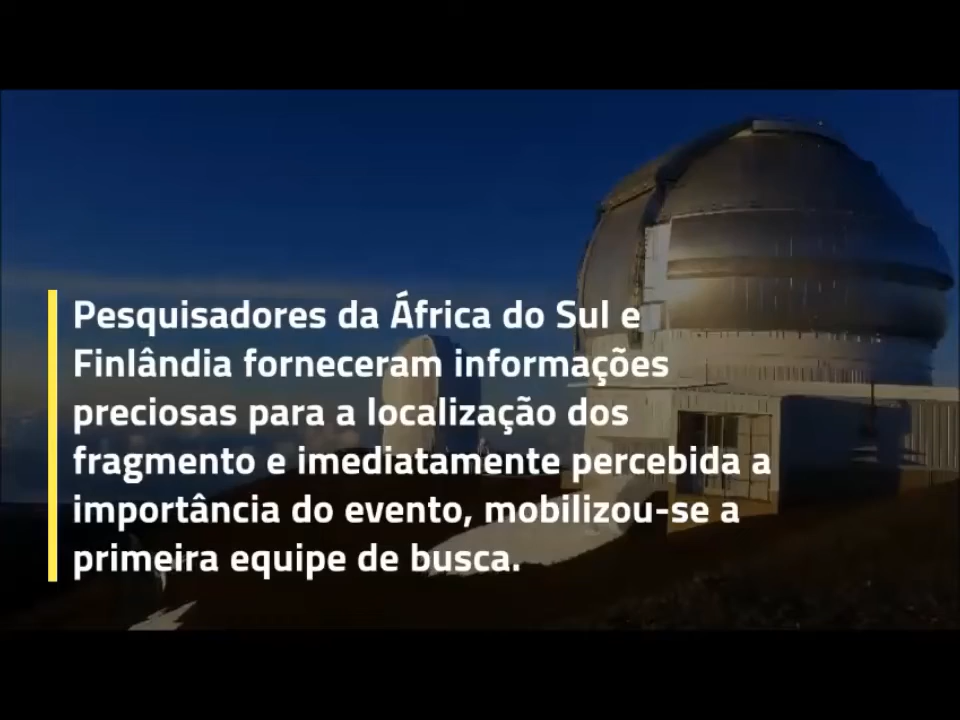 Pesquisadores da África do Sul e
Finlândia forneceram informações
preciosas para a localização dos
fragmento e imediatamente percebida a
importância do evento, mobilizou-se a
primeira equipe de busca.